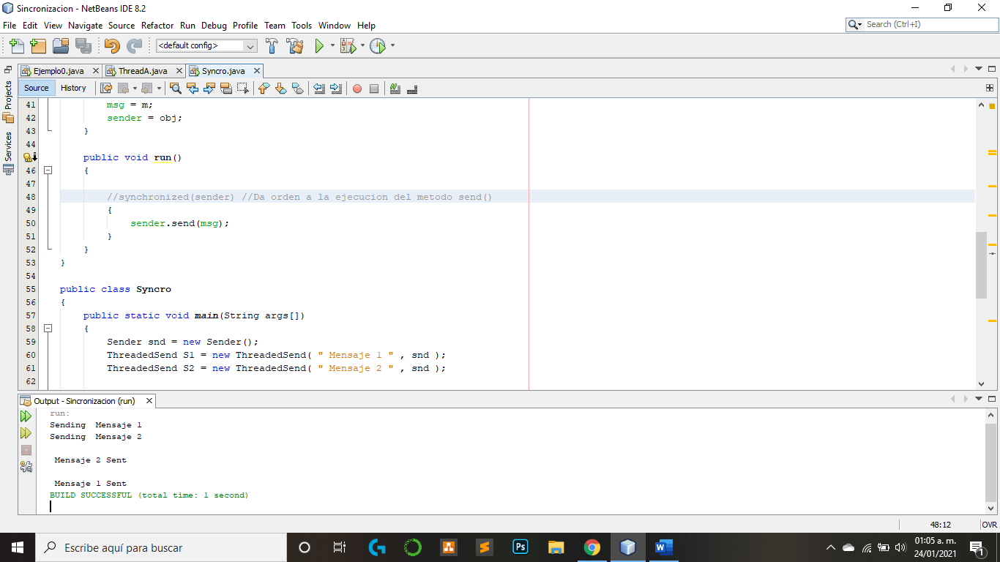 Sincronizacion - NetBeans IDE 8.2
File Edit View Navigate Source Refactor Run Debug Profile Team Tools Window Help
Search (Ctrl+I)
<default config>
Ejemplo0.java ThreadA.java Syncro.java
Projects
Services
Source History
41 msg = m;
42 sender = obj;
43 }
44
public void run()
46 {
47
48 //synchronized(sender) //Da orden a la ejecucion del metodo send()
49 {
50 sender.send(msg);
51 }
52 }
53 }
54
55 public class Syncro
56 {
57 public static void main(String args[])
58 {
59 Sender snd = new Sender();
60 ThreadedSend S1 = new ThreadedSend( " Mensaje 1 " , snd );
61 ThreadedSend S2 = new ThreadedSend( " Mensaje 2 " , snd );
62
Output - Sincronizacion (run)
run:
Sending  Mensaje 1
Sending  Mensaje 2
Mensaje 2 Sent
Mensaje 1 Sent
BUILD SUCCESSFUL (total time: 1 second)
48:12 OVR
Escribe aquí para buscar
Ps
W
01:05 a. m.
24/01/2021
1